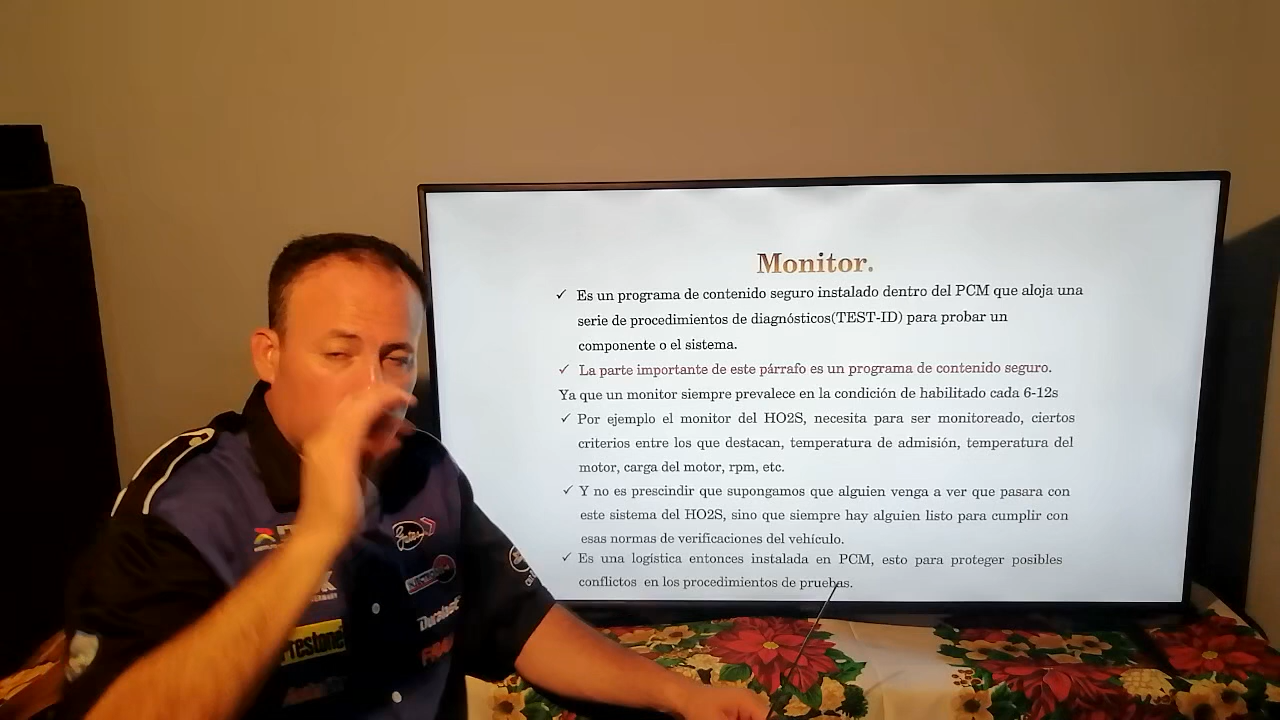 Monitor.
✓ Es un programa de contenido seguro instalado dentro del PCM que aloja una
serie de procedimientos de diagnósticos(TEST-ID) para probar un
componente o el sistema.
✓ La parte importante de este párrafo es un programa de contenido seguro.
Ya que un monitor siempre prevalece en la condición de habilitado cada 6-12s
✓ Por ejemplo el monitor del HO2S, necesita para ser monitoreado, ciertos
criterios entre los que destacan, temperatura de admisión, temperatura del
motor, carga del motor, rpm, etc.
✓ Y no es prescindir que supongamos que alguien venga a ver que pasara con
este sistema del HO2S, sino que siempre hay alguien listo para cumplir con
esas normas de verificaciones del vehículo.
✓ Es una logística entonces instalada en PCM, esto para proteger posibles
conflictos en los procedimientos de pruebas.
Gates
Prestone
Duralast